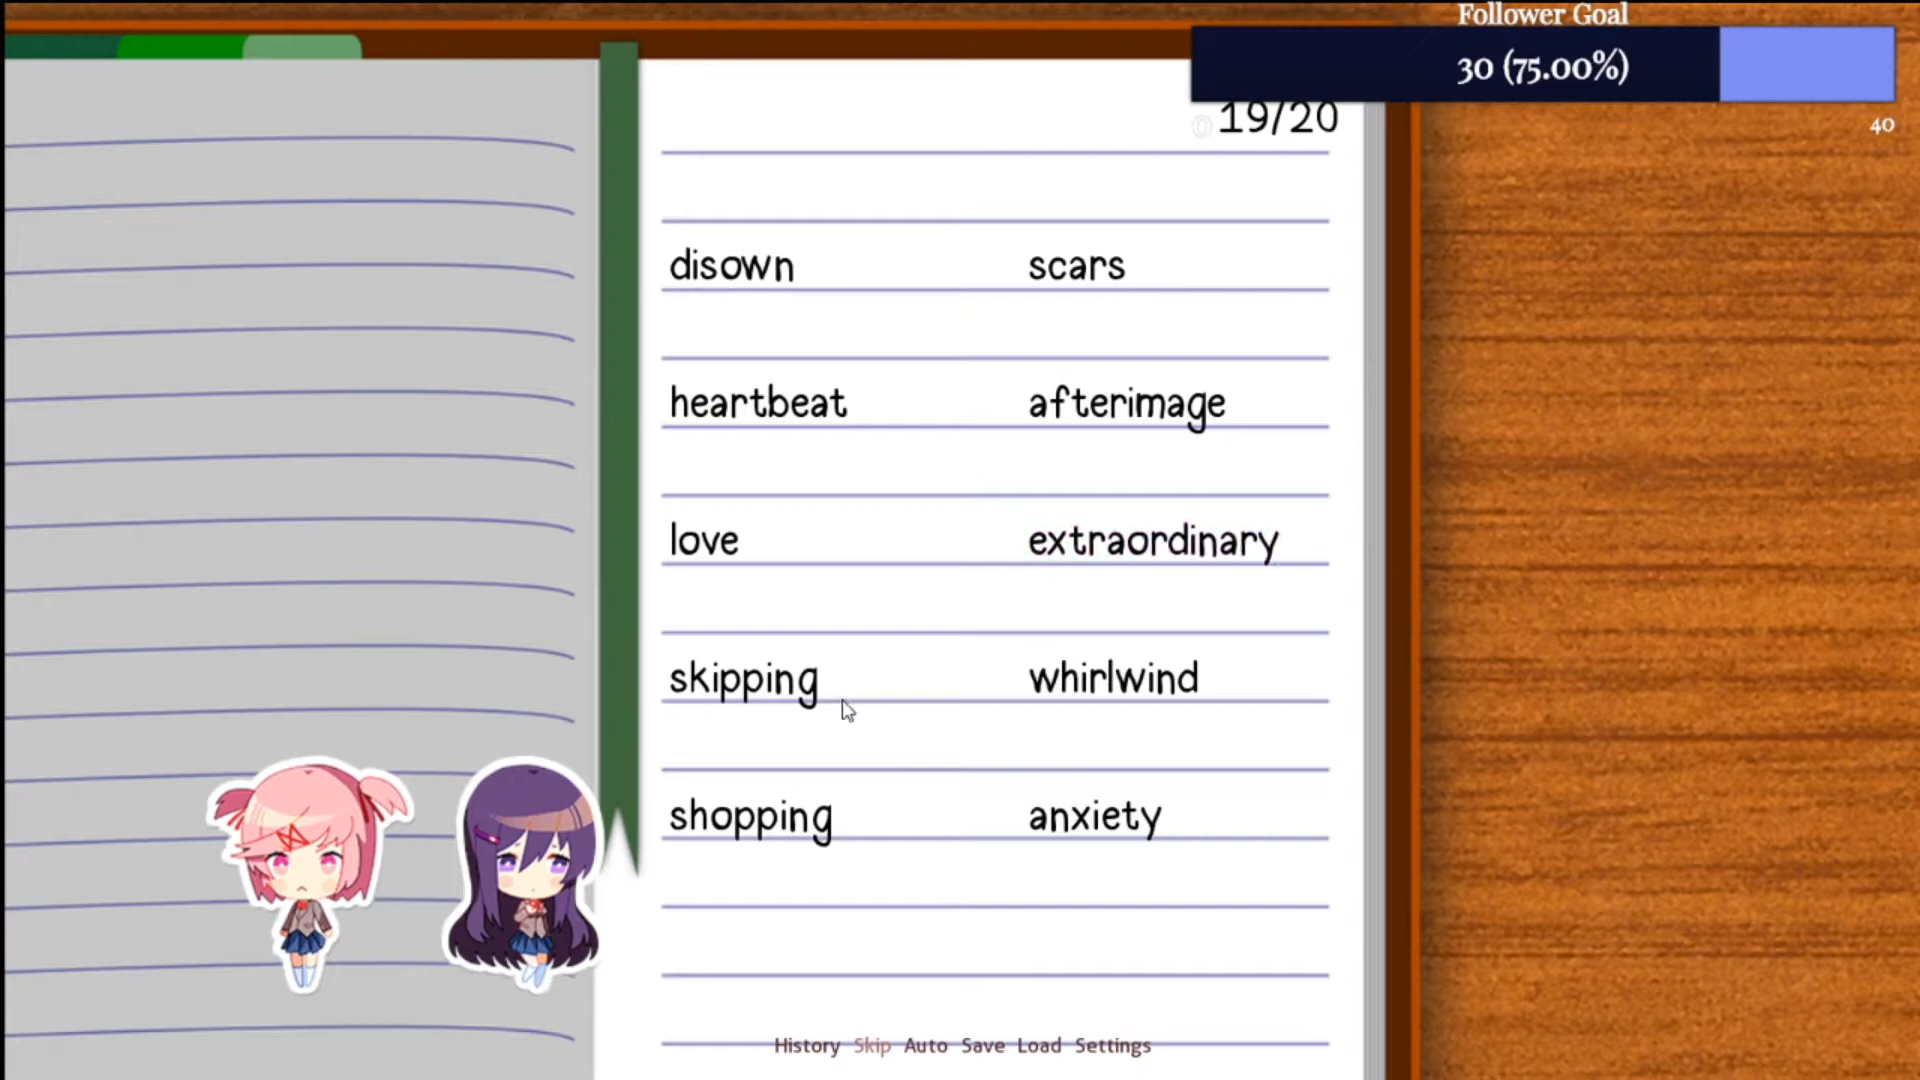 Follower Goal
30 (75.00%)
19/20
40
disown scars
heartbeat afterimage
love extraordinary
skipping whirlwind
shopping anxiety
History Skip Auto Save Load Settings